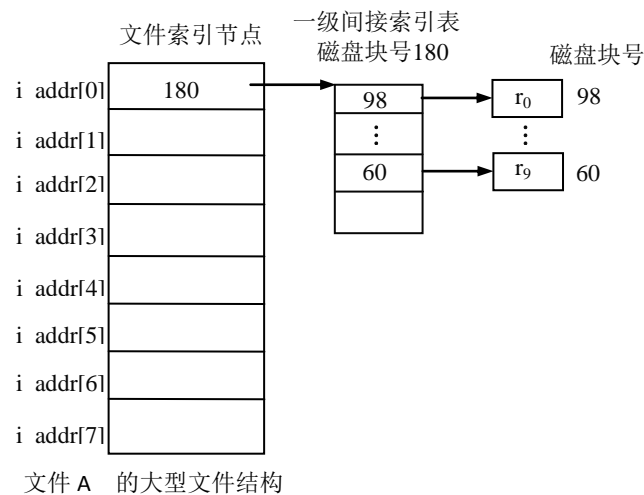 文件索引节点
一级间接索引表
磁盘块号180
磁盘块号
i addr[0] 180 98 r0 98
i addr[1] ⋮ ⋮
i addr[2] 60 r9 60
i addr[3]
i addr[4]
i addr[5]
i addr[6]
i addr[7]
文件 A 的大型文件结构